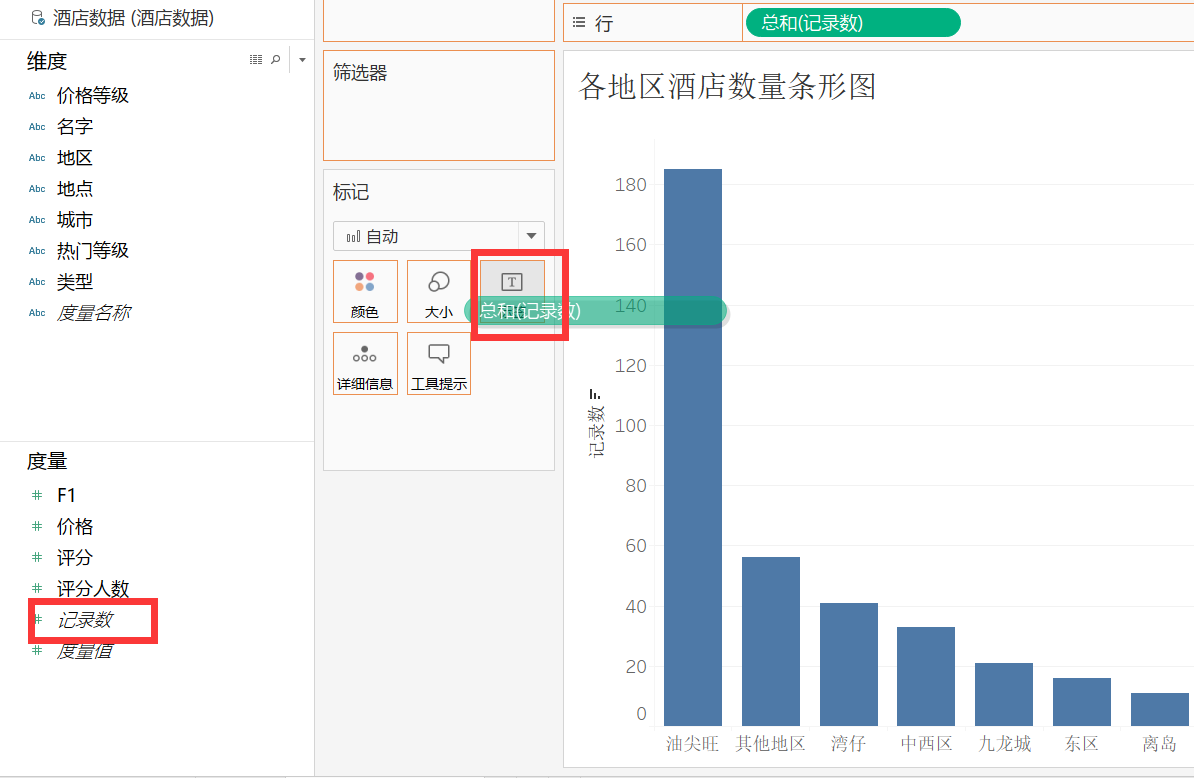 酒店数据 (酒店数据)
维度
Abc 价格等级
Abc 名字
Abc 地区
Abc 地点
Abc 城市
Abc 热门等级
Abc 类型
Abc 度量名称
度量
F1
价格
评分
评分人数
记录数
度量值
筛选器
标记
自动
颜色
大小
T
总和(记录数)
详细信息
工具提示
行
总和(记录数)
各地区酒店数量条形图
记录数
180
160
140
120
100
80
60
40
20
0
油尖旺 其他地区 湾仔 中西区 九龙城 东区 离岛